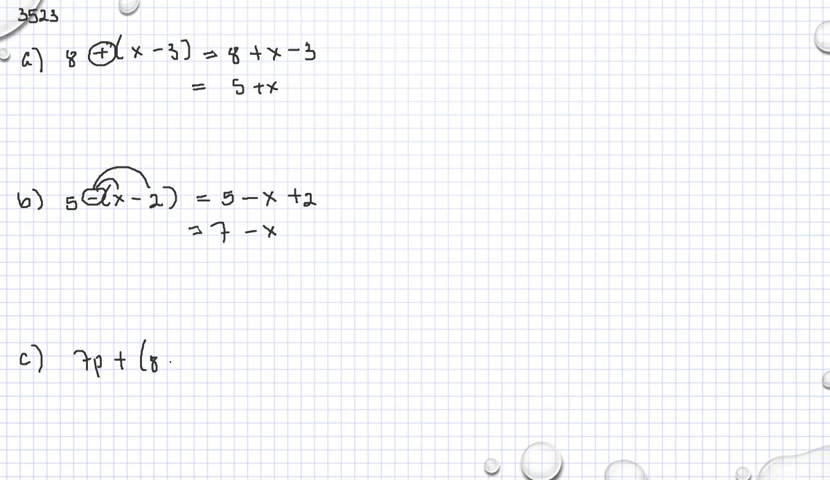 3523
a) 8 + (x - 3) = 8 + x - 3
= 5 + x
b) 5 - (x - 2) = 5 - x + 2
= 7 - x
c) 7p + (8